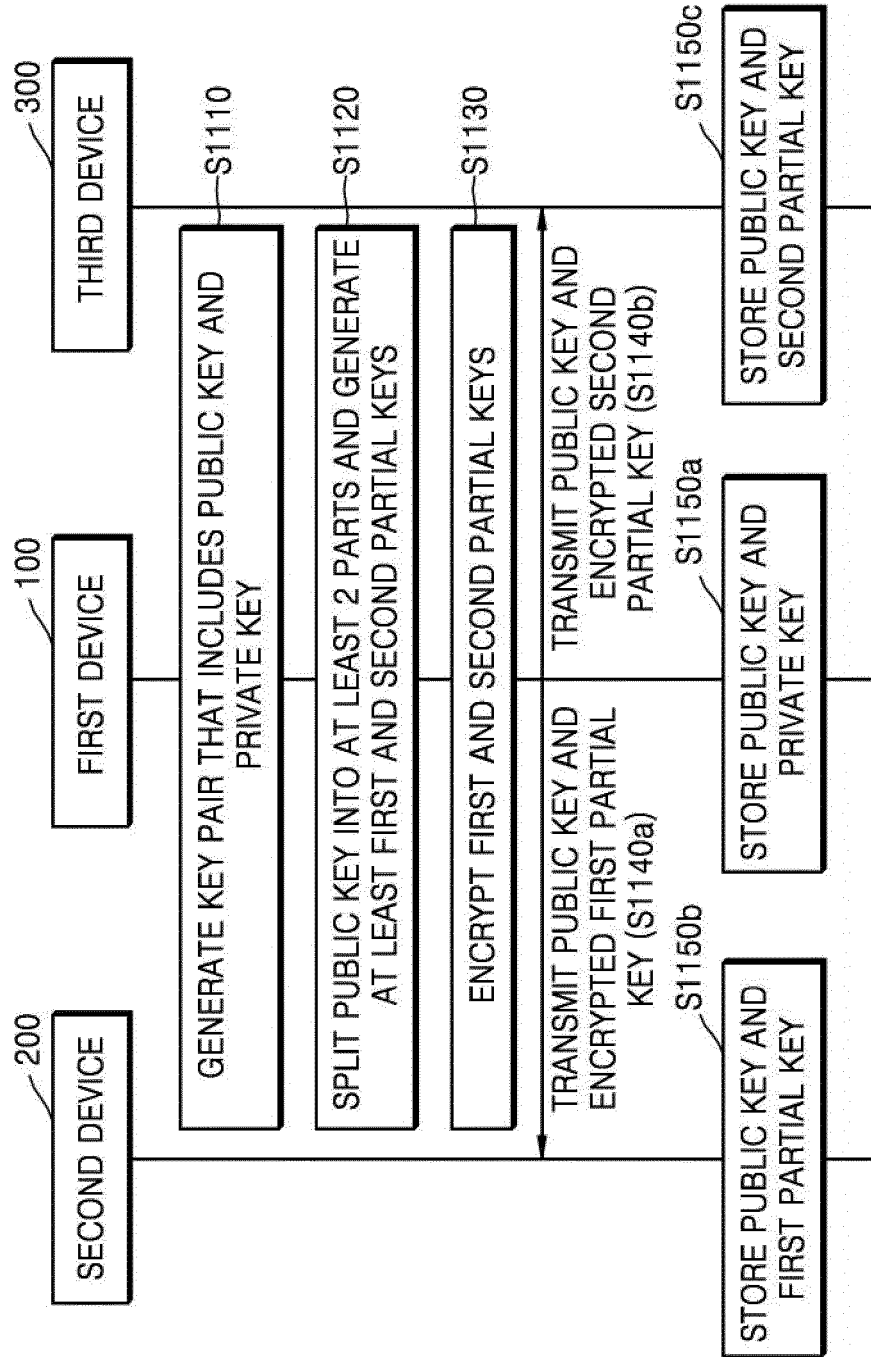 200
SECOND DEVICE
100
FIRST DEVICE
300
THIRD DEVICE
GENERATE KEY PAIR THAT INCLUDES PUBLIC KEY AND
PRIVATE KEY
S1110
SPLIT PUBLIC KEY INTO AT LEAST 2 PARTS AND GENERATE
AT LEAST FIRST AND SECOND PARTIAL KEYS
S1120
ENCRYPT FIRST AND SECOND PARTIAL KEYS
S1130
TRANSMIT PUBLIC KEY AND
ENCRYPTED FIRST PARTIAL
KEY (S1140a)
TRANSMIT PUBLIC KEY AND
ENCRYPTED SECOND
PARTIAL KEY (S1140b)
S1150b
STORE PUBLIC KEY AND
FIRST PARTIAL KEY
S1150a
STORE PUBLIC KEY AND
PRIVATE KEY
S1150c
STORE PUBLIC KEY AND
SECOND PARTIAL KEY